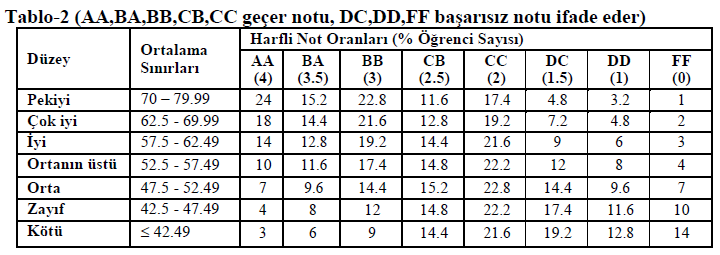 Tablo-2 (AA,BA,BB,CB,CC geçer notu, DC,DD,FF başarısız notu ifade eder)
Düzey Ortalama Sınırları Harfli Not Oranları (% Öğrenci Sayısı)
AA (4) BA (3.5) BB (3) CB (2.5) CC (2) DC (1.5) DD (1) FF (0)
Pekiyi 70 – 79.99 24 15.2 22.8 11.6 17.4 4.8 3.2 1
Çok iyi 62.5 - 69.99 18 14.4 21.6 12.8 19.2 7.2 4.8 2
İyi 57.5 - 62.49 14 12.8 19.2 14.4 21.6 9 6 3
Ortanın üstü 52.5 - 57.49 10 11.6 17.4 14.8 22.2 12 8 4
Orta 47.5 - 52.49 7 9.6 14.4 15.2 22.8 14.4 9.6 7
Zayıf 42.5 - 47.49 4 8 12 14.8 22.2 17.4 11.6 10
Kötü ≤ 42.49 3 6 9 14.4 21.6 19.2 12.8 14